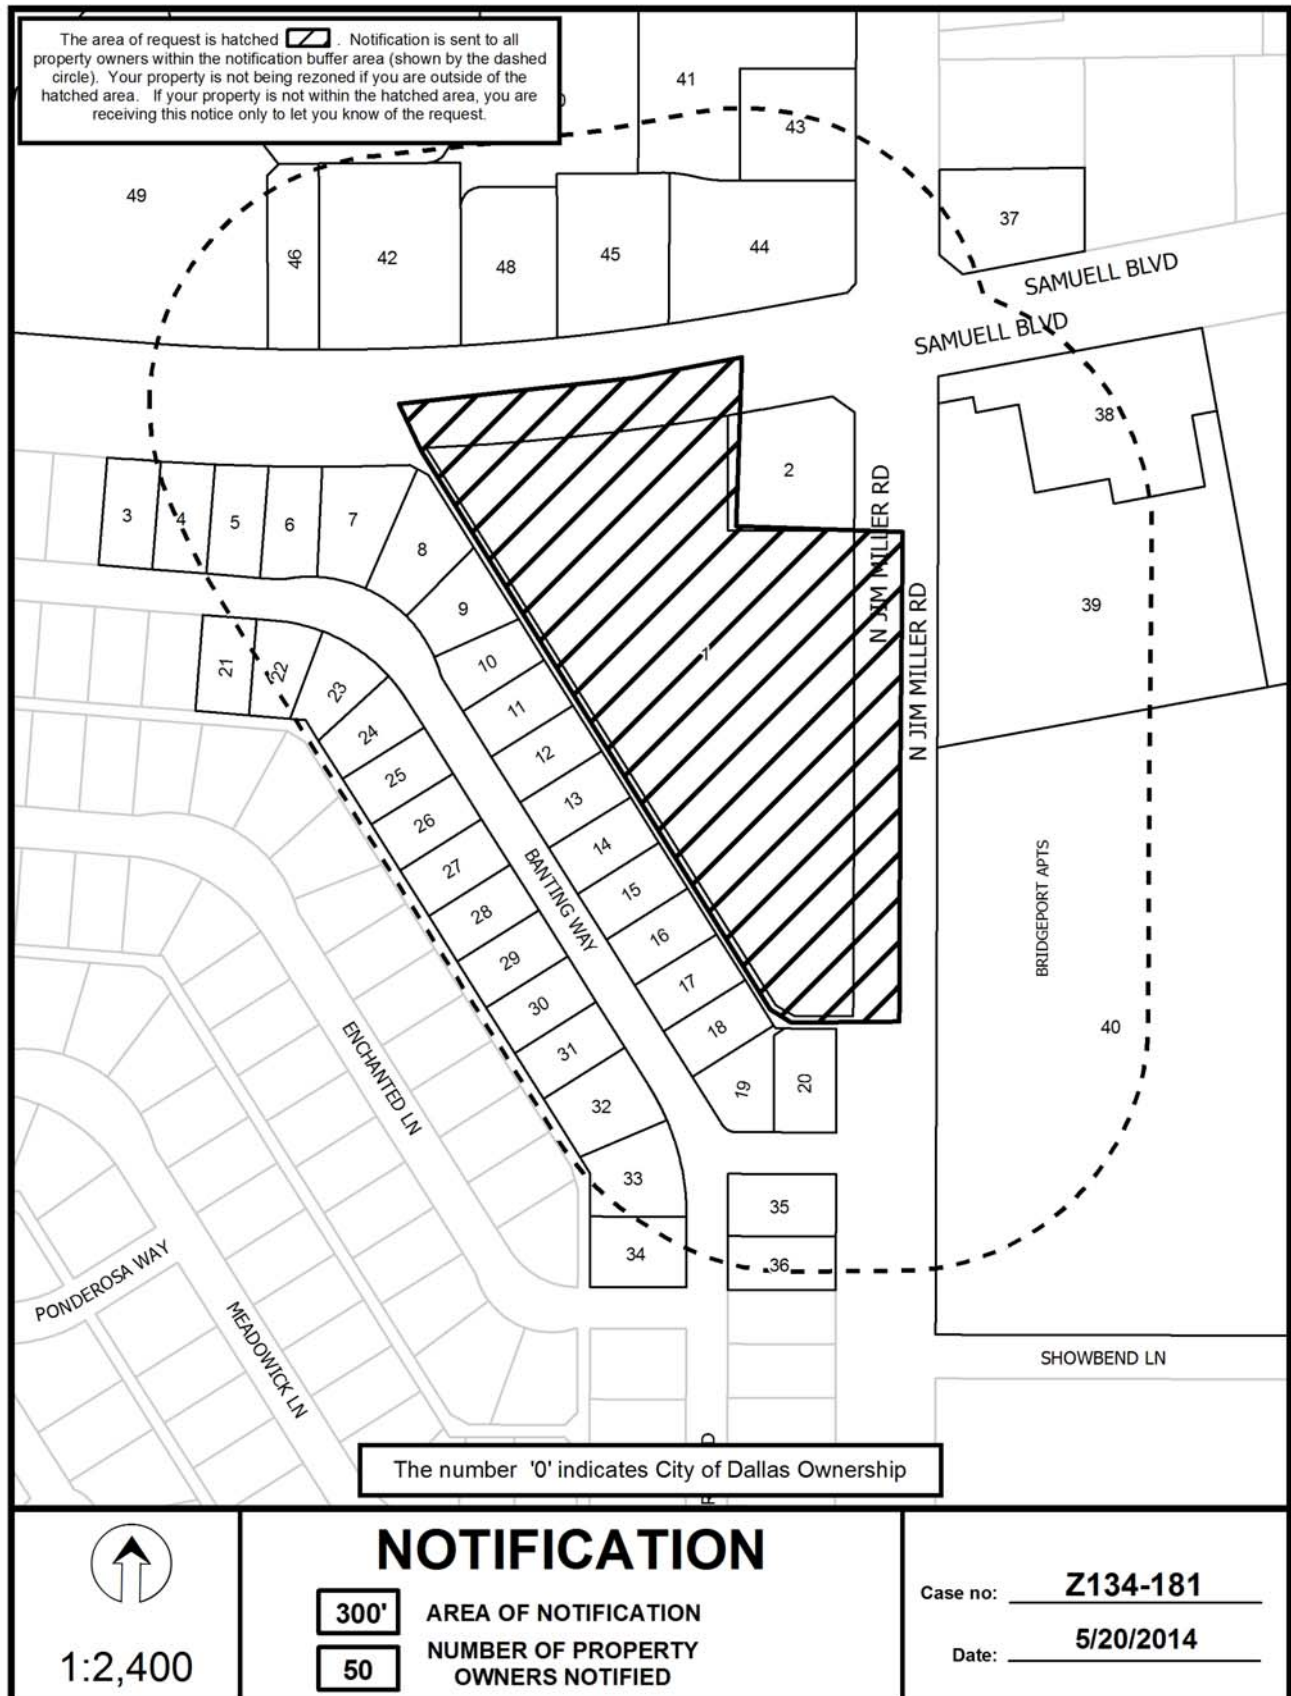 The area of request is hatched . Notification is sent to all
property owners within the notification buffer area (shown by the dashed
circle). Your property is not being rezoned if you are outside of the
hatched area. If your property is not within the hatched area, you are
receiving this notice only to let you know of the request.
41
43
49
37
46
42
48
45
44
SAMUELL BLVD
SAMUELL BLVD
38
2
3
4
5
6
7
8
9
N JIM MILLER RD
N JIM MILLER RD
39
1
10
21
22
23
11
24
12
25
13
26
14
27
15
28
BANTING WAY
16
29
17
30
18
31
BRIDGEPORT APTS
40
ENCHANTED LN
32
19
20
33
35
34
36
PONDEROSA WAY
MEADOWICK LN
SHOWBEND LN
The number '0' indicates City of Dallas Ownership
1:2,400
NOTIFICATION
300' AREA OF NOTIFICATION
50 NUMBER OF PROPERTY
OWNERS NOTIFIED
Case no: Z134-181
Date: 5/20/2014